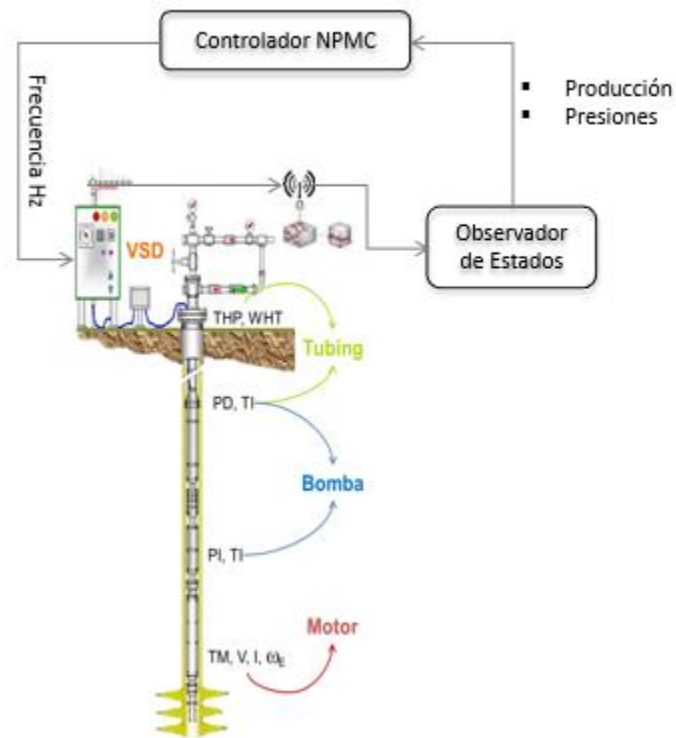 Controlador NPMC
Frecuencia Hz
▪ Producción
▪ Presiones
VSD
Observador
de Estados
THP, WHT
Tubing
PD, TI
Bomba
PI, TI
Motor
TM, V, I, ω_E